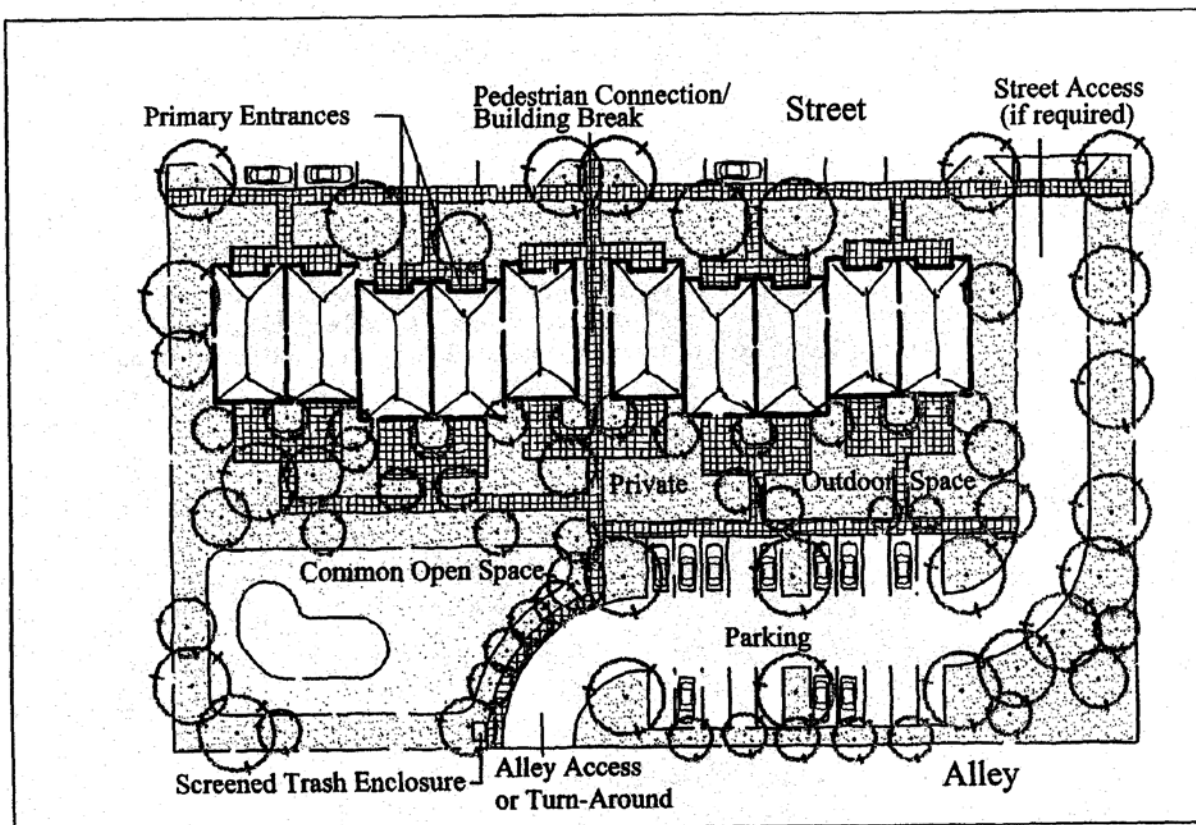 Pedestrian Connection/
Building Break
Street
Street Access
(if required)
Primary Entrances
Private
Outdoor Space
Common Open Space
Parking
Screened Trash Enclosure
Alley Access
or Turn-Around
Alley